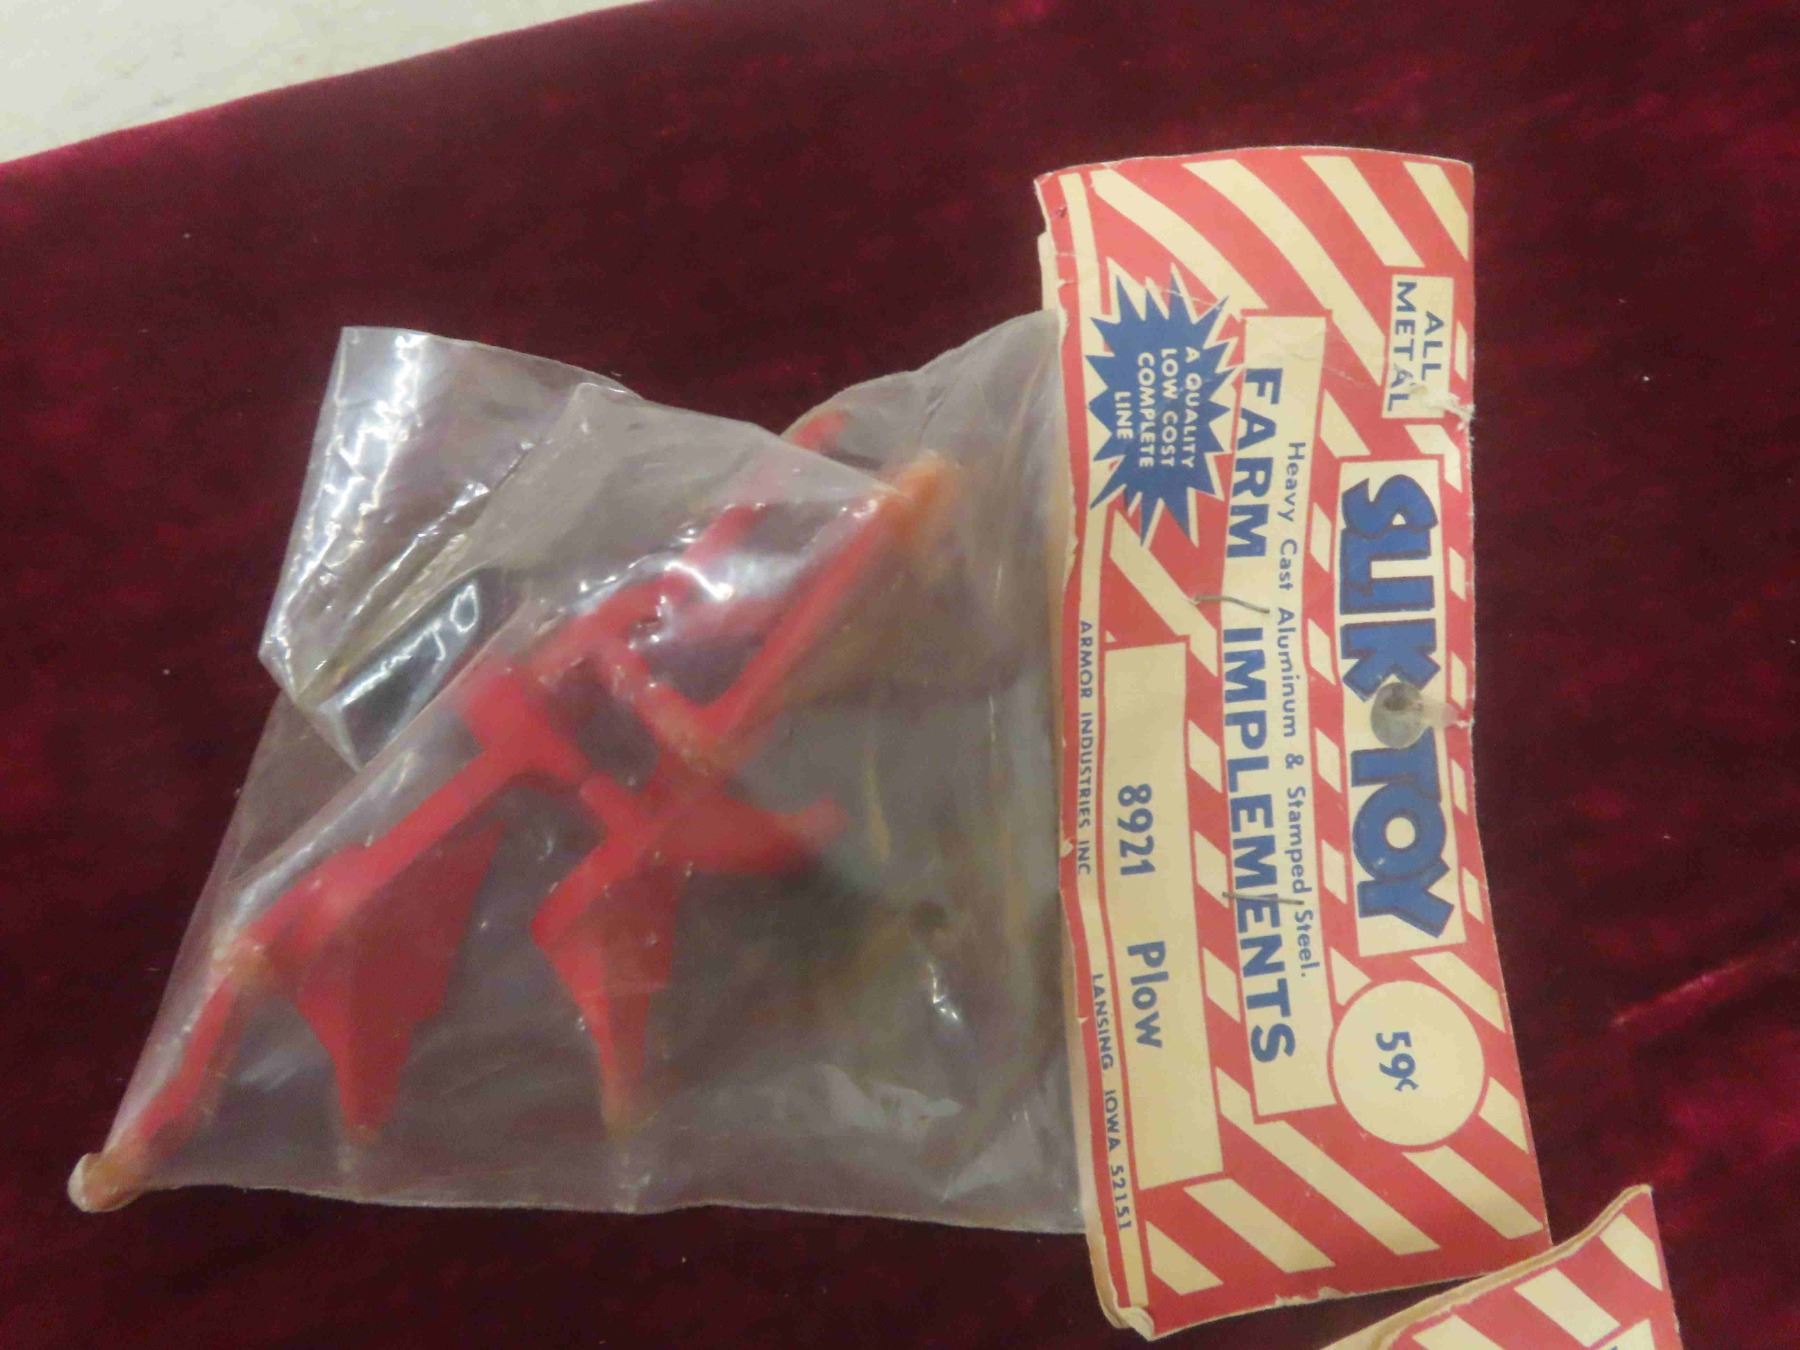 ALL
METAL
SLIK-TOY
59¢
Heavy Cast Aluminum & Stamped Steel.
FARM IMPLEMENTS
A QUALITY
LOW COST
COMPLETE
LINE
8921 Plow
ARMOR INDUSTRIES INC LANSING IOWA 52151